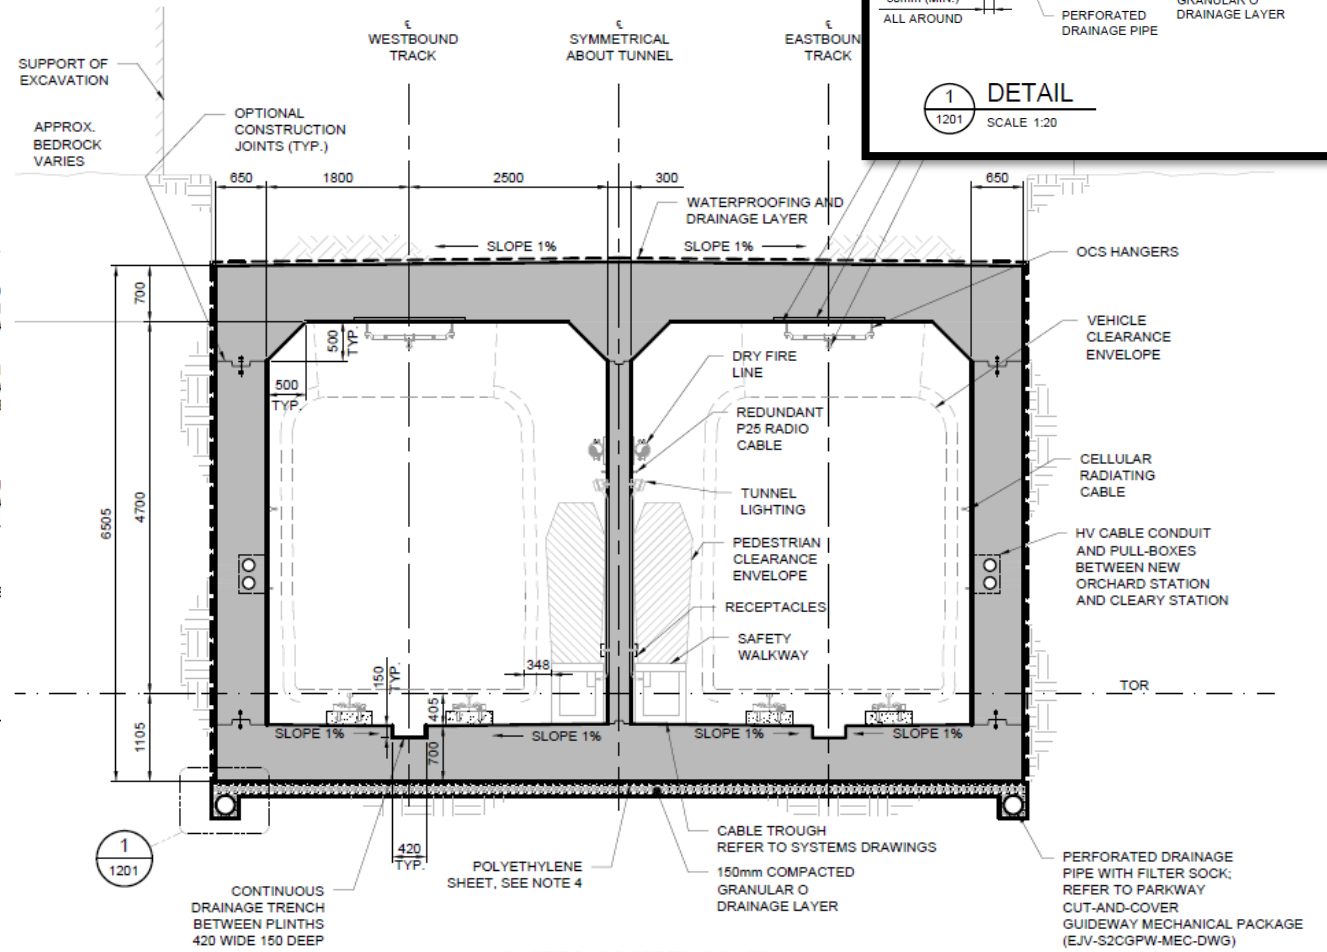 ℄
WESTBOUND
TRACK
℄
SYMMETRICAL
ABOUT TUNNEL
℄
EASTBOUN
TRACK
ALL AROUND
PERFORATED
DRAINAGE PIPE
DRAINAGE LAYER
1
1201
DETAIL
SCALE 1:20
SUPPORT OF
EXCAVATION
APPROX.
BEDROCK
VARIES
OPTIONAL
CONSTRUCTION
JOINTS (TYP.)
650
1800
2500
300
650
WATERPROOFING AND
DRAINAGE LAYER
SLOPE 1%
SLOPE 1%
OCS HANGERS
VEHICLE
CLEARANCE
ENVELOPE
700
500
TYP.
500
TYP.
DRY FIRE
LINE
REDUNDANT
P25 RADIO
CABLE
TUNNEL
LIGHTING
PEDESTRIAN
CLEARANCE
ENVELOPE
RECEPTACLES
SAFETY
WALKWAY
CELLULAR
RADIATING
CABLE
HV CABLE CONDUIT
AND PULL-BOXES
BETWEEN NEW
ORCHARD STATION
AND CLEARY STATION
6505
4700
1105
150
TYP.
348
405
700
TOR
SLOPE 1%
SLOPE 1%
SLOPE 1%
SLOPE 1%
1
1201
420
TYP.
CONTINUOUS
DRAINAGE TRENCH
BETWEEN PLINTHS
420 WIDE 150 DEEP
POLYETHYLENE
SHEET, SEE NOTE 4
CABLE TROUGH
REFER TO SYSTEMS DRAWINGS
150mm COMPACTED
GRANULAR O
DRAINAGE LAYER
PERFORATED DRAINAGE
PIPE WITH FILTER SOCK;
REFER TO PARKWAY
CUT-AND-COVER
GUIDEWAY MECHANICAL PACKAGE
(EJV-S2CGPW-MEC-DWG)